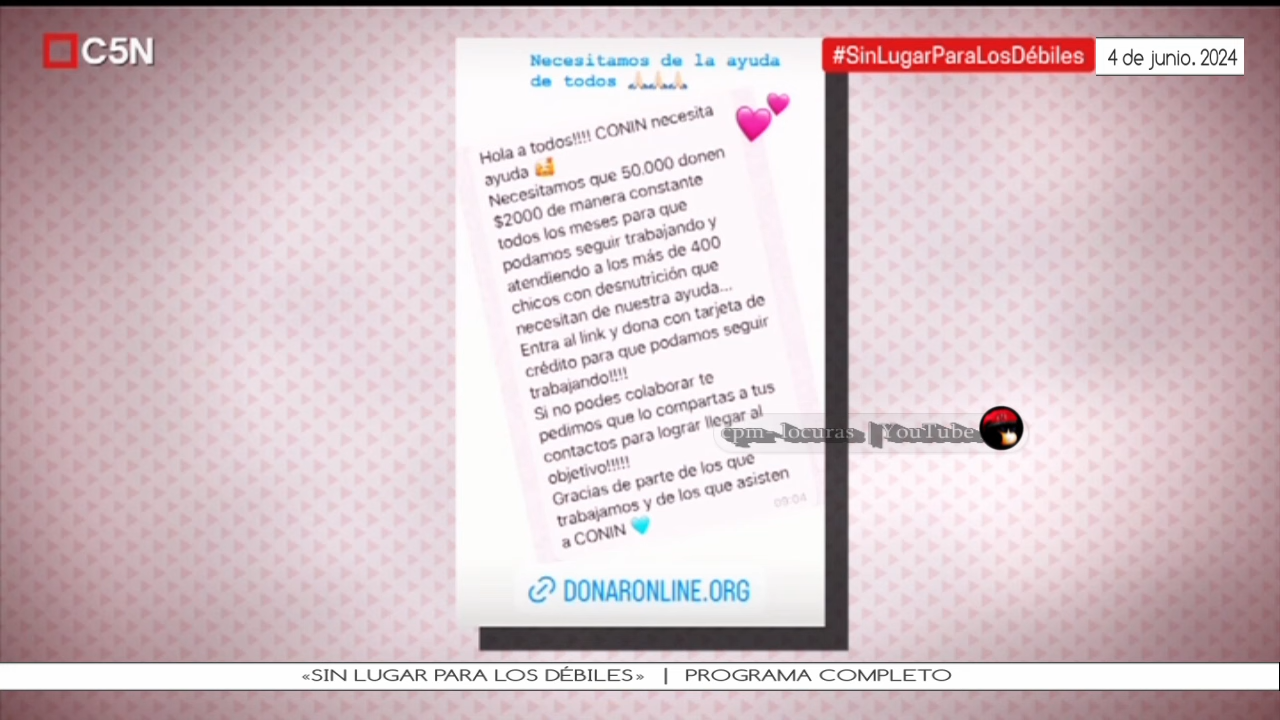 C5N
#SinLugarParaLosDébiles
4 de junio. 2024
Necesitamos de la ayuda
de todos 🙏🏻🙏🏻🙏🏻
Hola a todos!!!! CONIN necesita
ayuda 🥰
Necesitamos que 50.000 donen
$2000 de manera constante
todos los meses para que
podamos seguir trabajando y
atendiendo a los más de 400
chicos con desnutrición que
necesitan de nuestra ayuda...
Entra al link y dona con tarjeta de
crédito para que podamos seguir
trabajando!!!!
Si no podes colaborar te
pedimos que lo compartas a tus
contactos para lograr llegar al
objetivo!!!!!
Gracias de parte de los que
trabajamos y de los que asisten
a CONIN 🩵
09:04
cpm - locuras | YouTube
DONARONLINE.ORG
«SIN LUGAR PARA LOS DÉBILES» | PROGRAMA COMPLETO